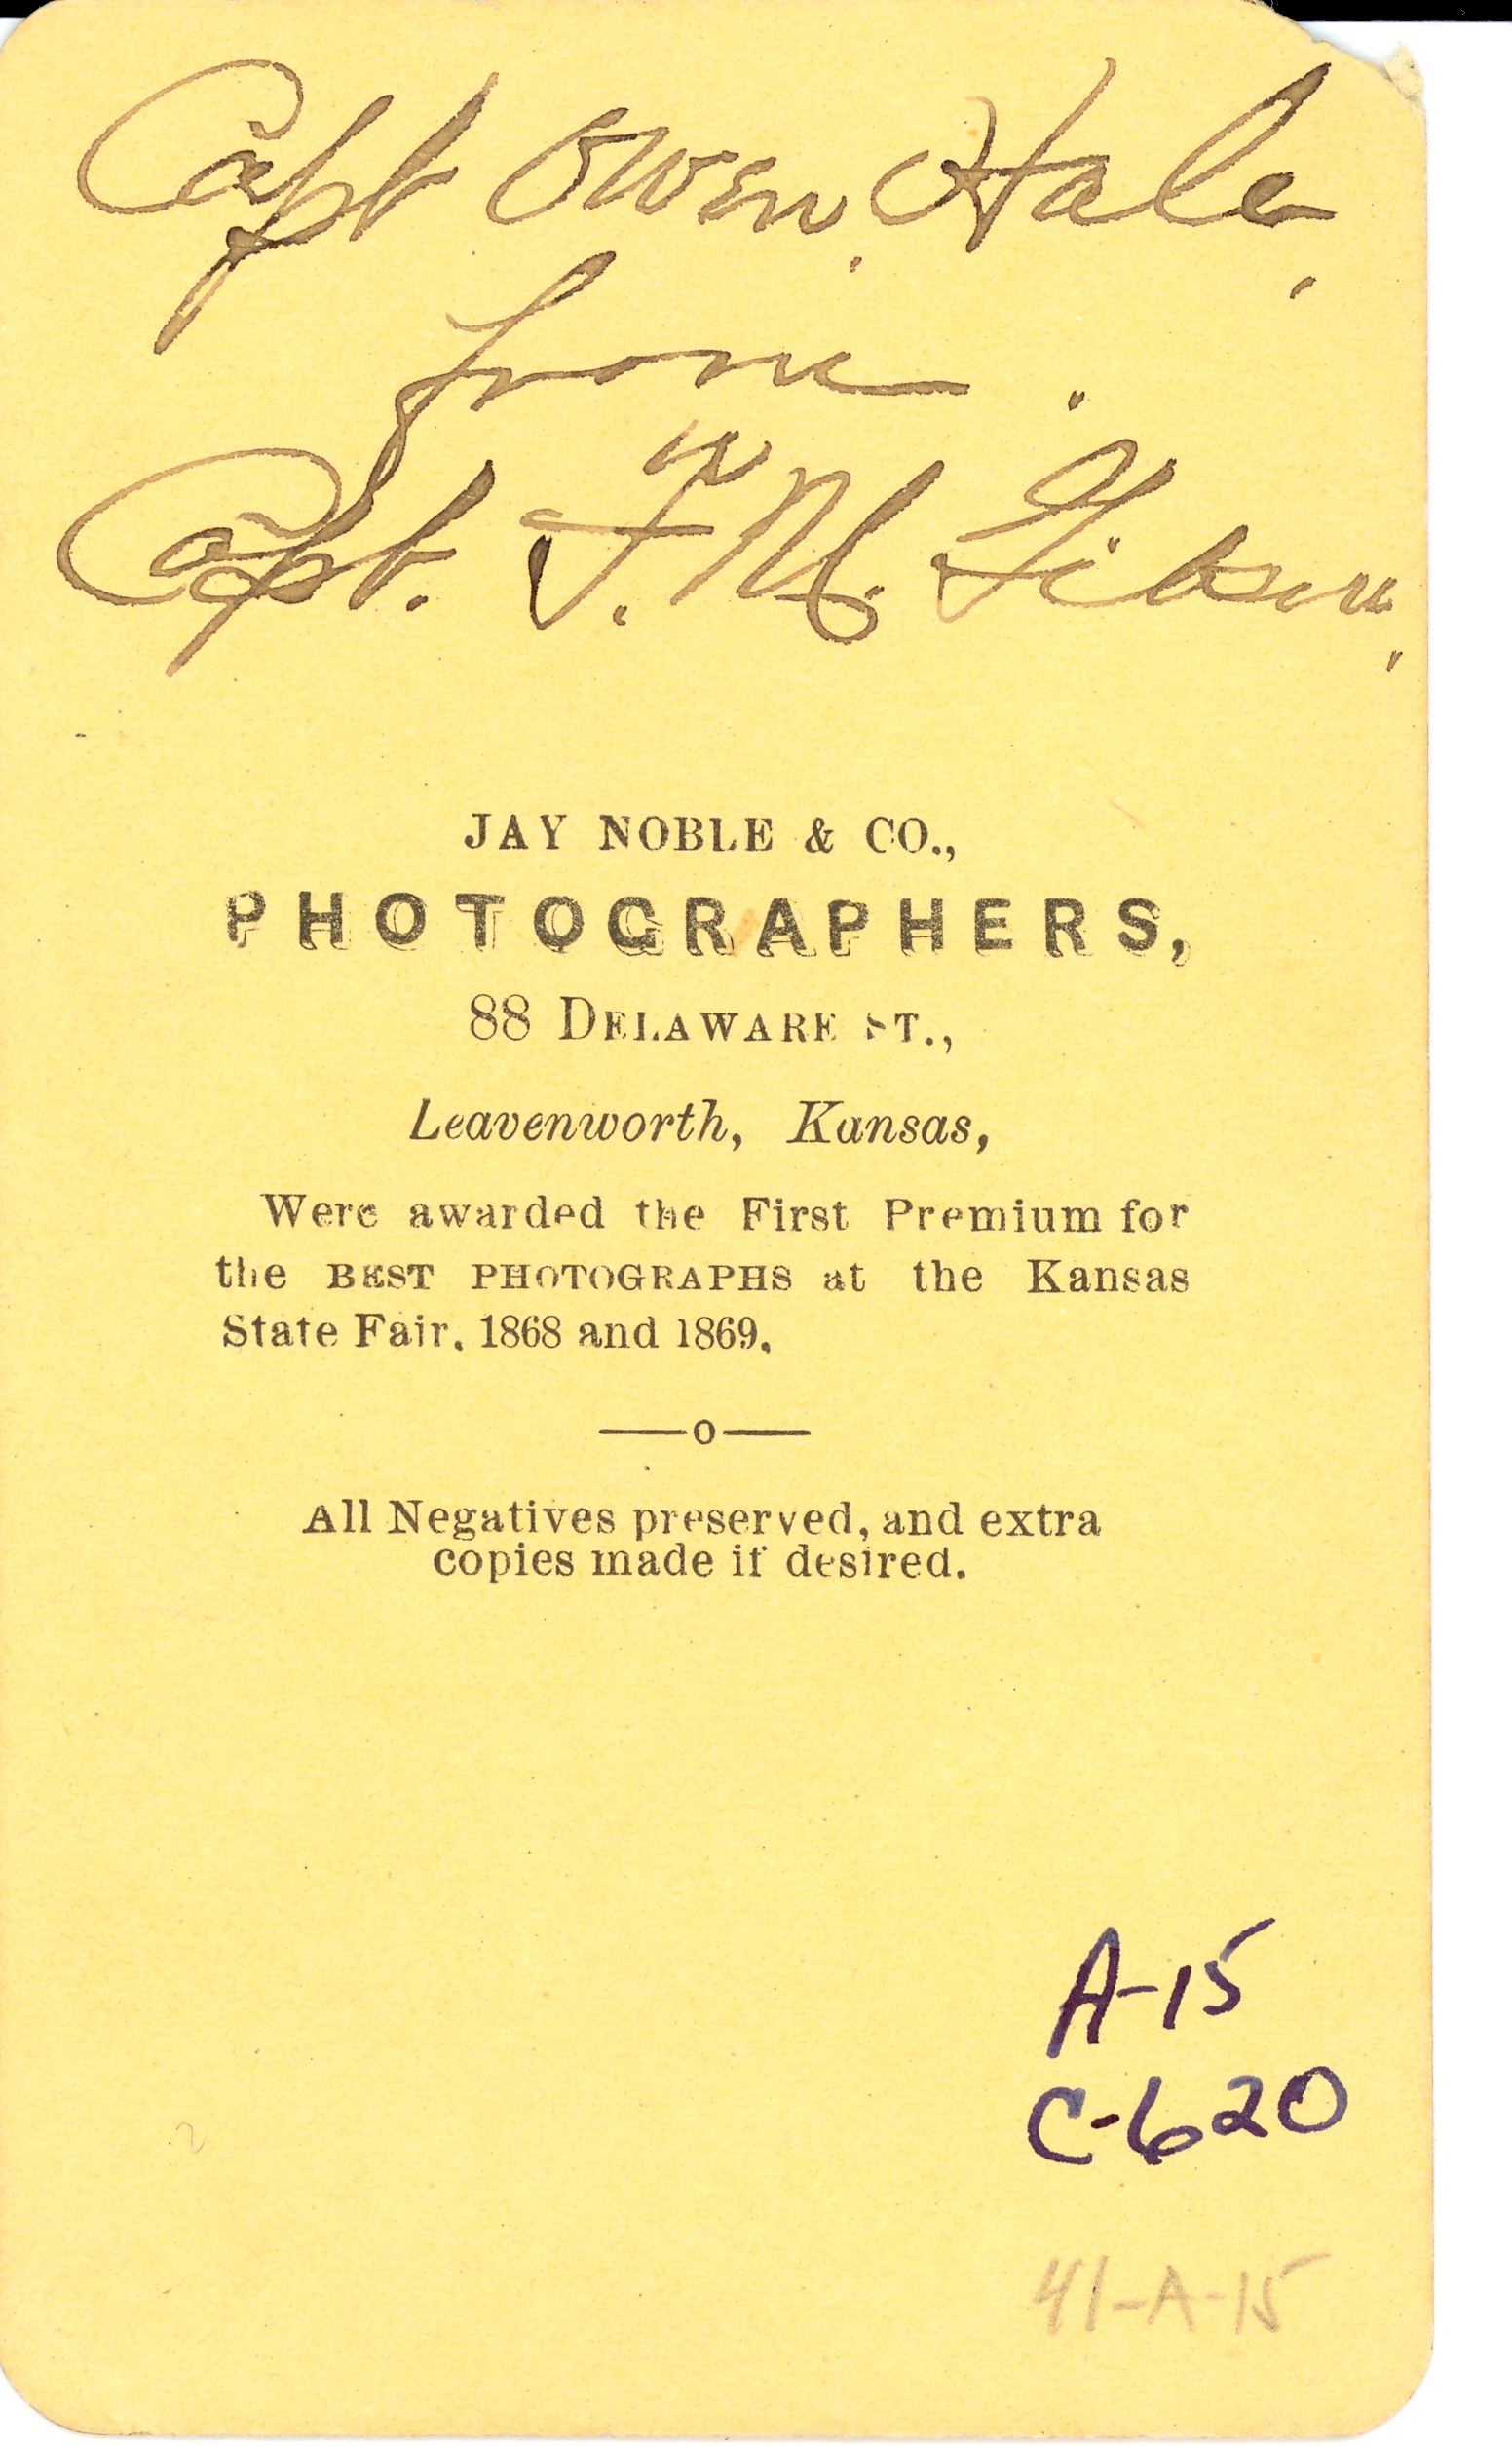 Capt Owen Hale,
from
Capt. F. M. Gibson,
JAY NOBLE & CO.,
PHOTOGRAPHERS,
88 DELAWARE ST.,
Leavenworth, Kansas,
Were awarded the First Premium for
the BEST PHOTOGRAPHS at the Kansas
State Fair, 1868 and 1869.
—o—
All Negatives preserved, and extra
copies made if desired.
A-15
C-620
41-A-15